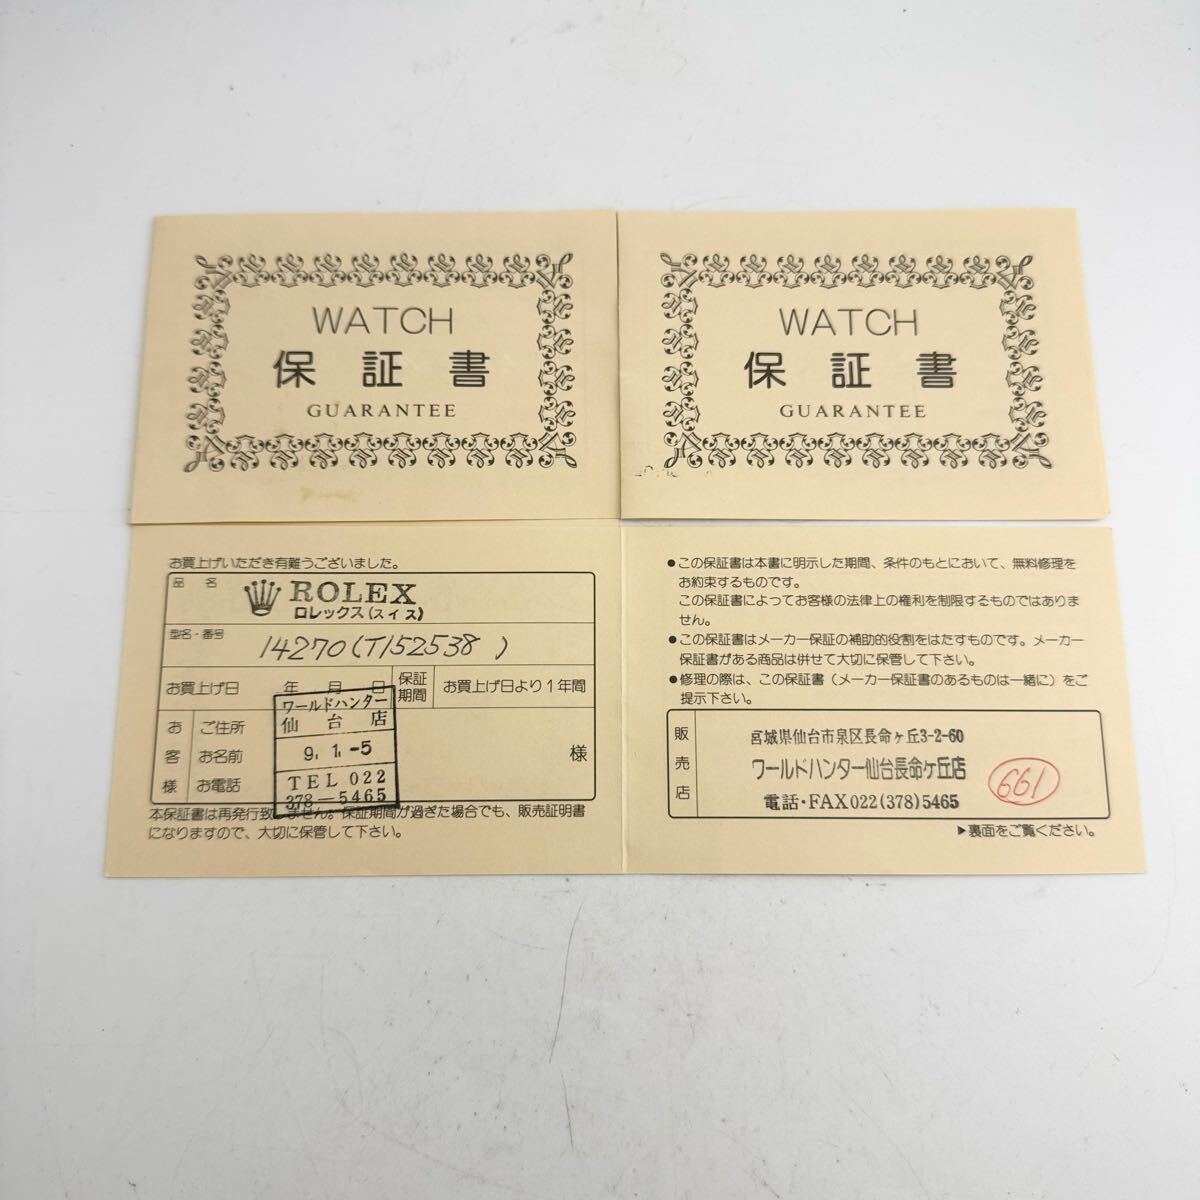 WATCH
保証書
GUARANTEE
WATCH
保証書
GUARANTEE
お買上げいただき有難うございました。
品名
ROLEX
ロレックス(スイス)
型名・番号
14270(T152538)
お買上げ日 年 月 日
保証期間
お買上げ日より1年間
お客様
ご住所
お名前
様
お電話
ワールドハンター
仙台店
9. 1. -5
TEL 022
378-5465
本保証書は再発行致しません。保証期間が過ぎた場合でも、販売証明書
になりますので、大切に保管して下さい。
●この保証書は本書に明示した期間、条件のもとにおいて、無料修理を
お約束するものです。
この保証書によってお客様の法律上の権利を制限するものではありま
せん。
●この保証書はメーカー保証の補助的役割をはたすものです。メーカー
保証書がある商品は併せて大切に保管して下さい。
●修理の際は、この保証書(メーカー保証書のあるものは一緒に)をご
提示下さい。
販売店
宮城県仙台市泉区長命ヶ丘3-2-60
ワールドハンター仙台長命ヶ丘店
電話・FAX022(378)5465
661
▶裏面をご覧ください。